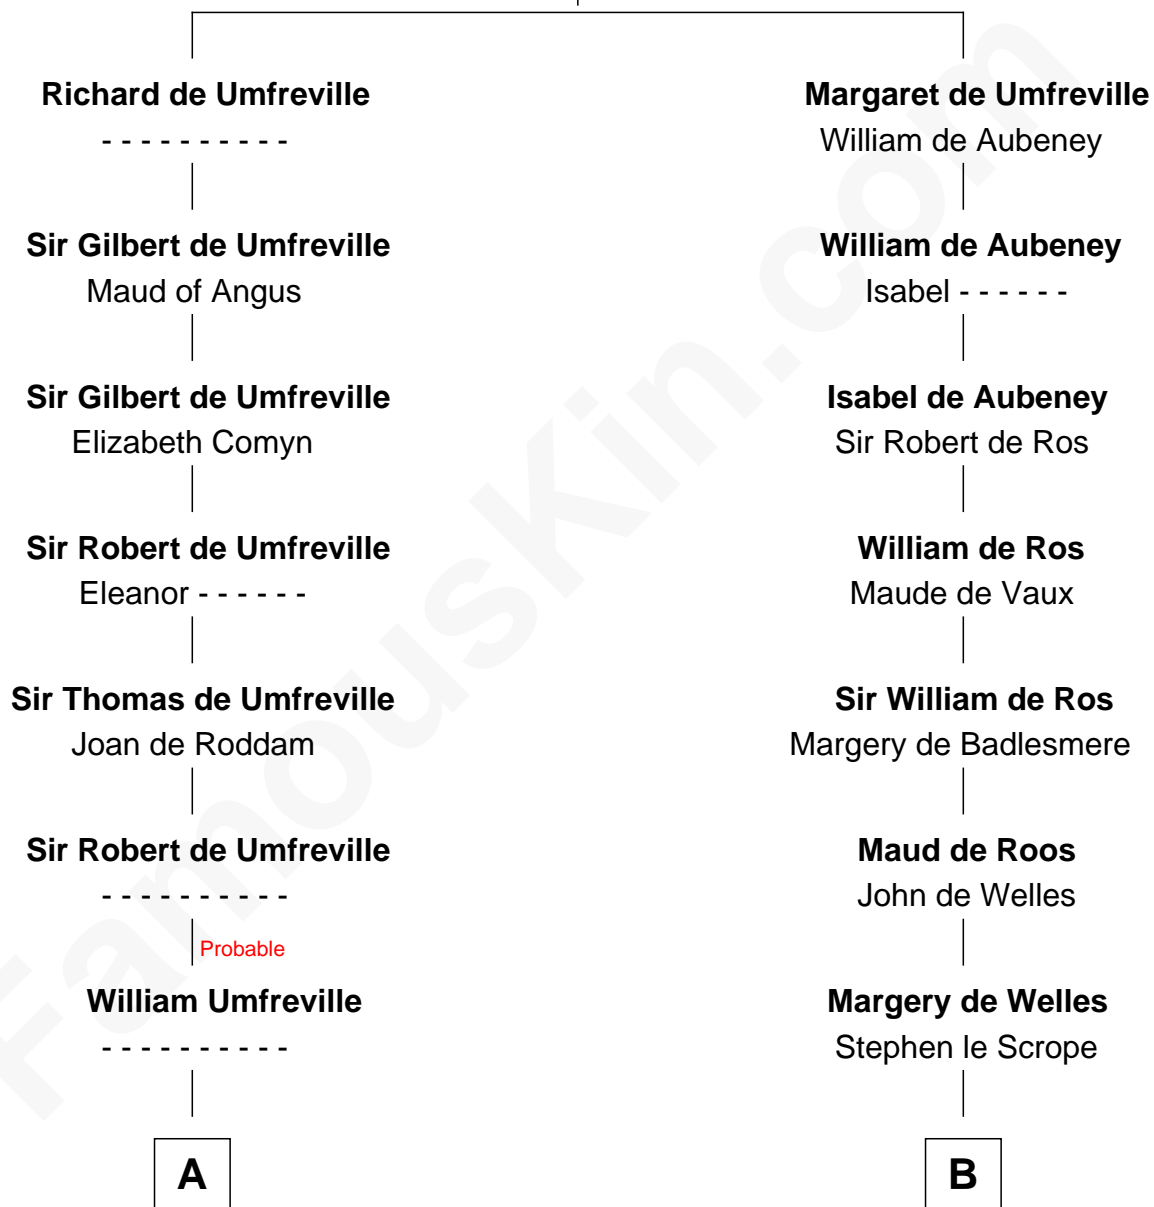 Richard de Umfreville
- - - - - - - - - -
Sir Gilbert de Umfreville
Maud of Angus
Sir Gilbert de Umfreville
Elizabeth Comyn
Sir Robert de Umfreville
Eleanor - - - - - -
Sir Thomas de Umfreville
Joan de Roddam
Sir Robert de Umfreville
- - - - - - - - - -
Probable
William Umfreville
- - - - - - - - - -
A
Margaret de Umfreville
William de Aubeney
William de Aubeney
Isabel - - - - - -
Isabel de Aubeney
Sir Robert de Ros
William de Ros
Maude de Vaux
Sir William de Ros
Margery de Badlesmere
Maud de Roos
John de Welles
Margery de Welles
Stephen le Scrope
B
FamousKin.com